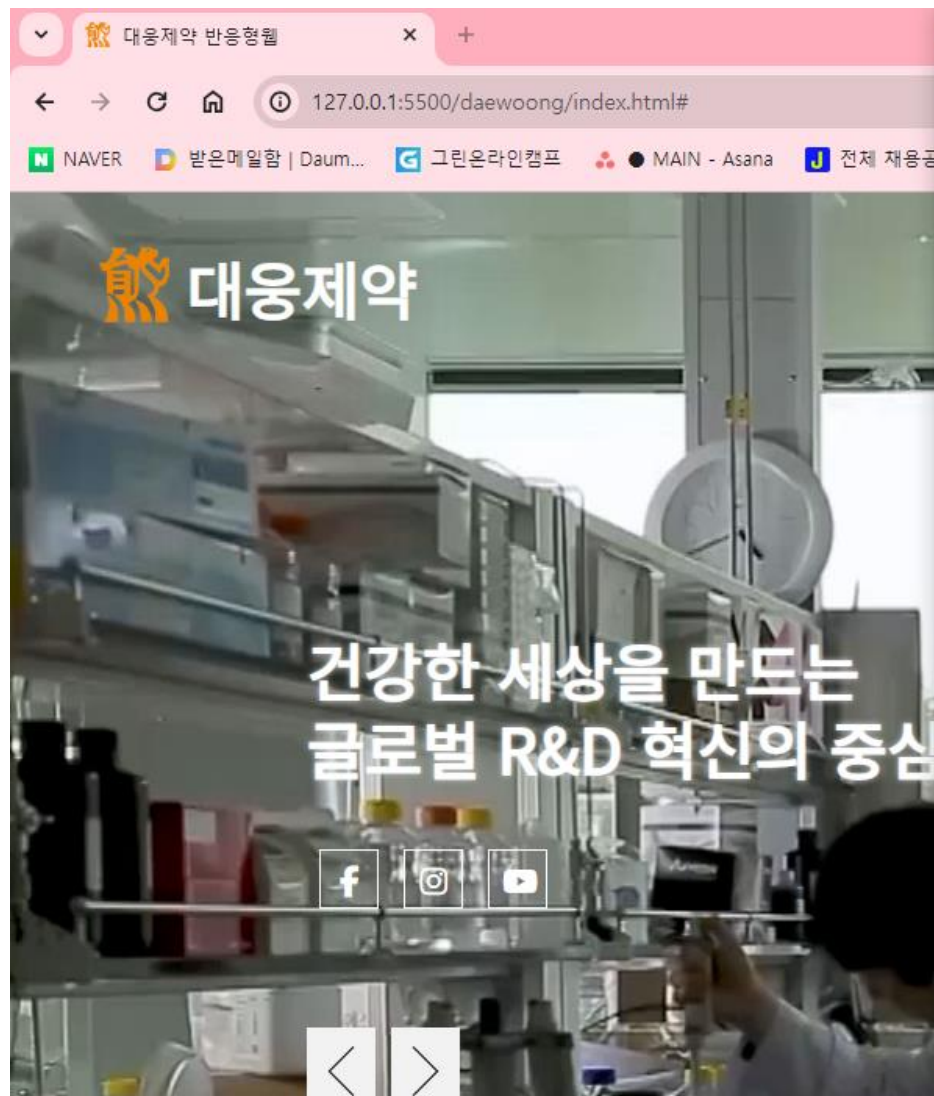 대웅제약 반응형웹
127.0.0.1:5500/daewoong/index.html#
NAVER 받은메일함 | Daum... 그린온라인캠프 MAIN - Asana 전체 채용공
대웅제약
건강한 세상을 만드는
글로벌 R&D 혁신의 중심